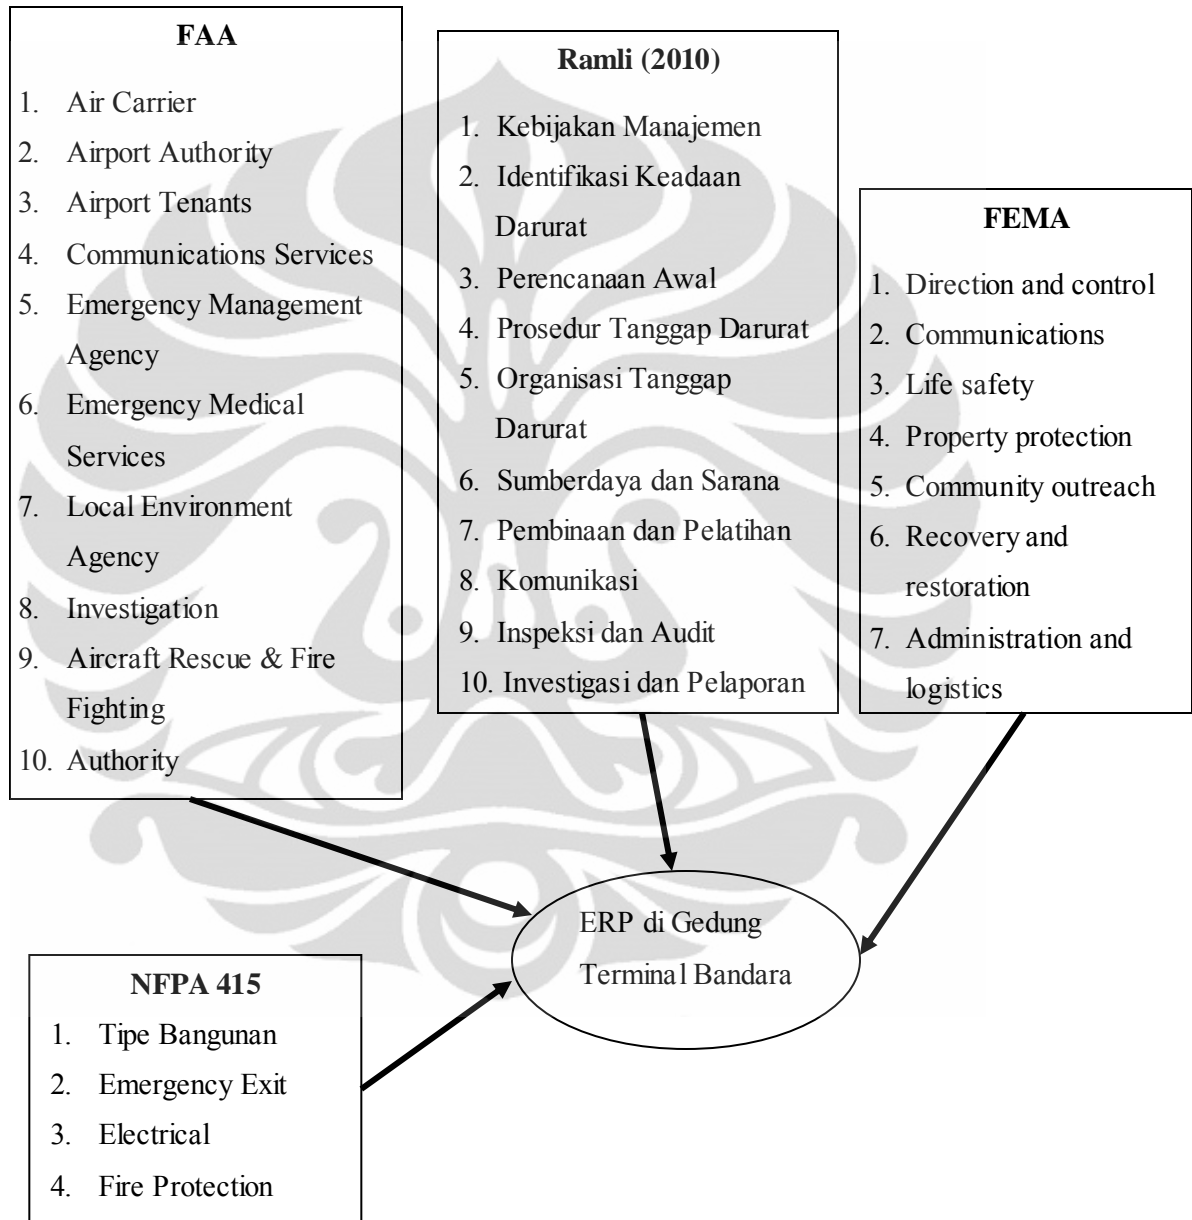 FAA
1. Air Carrier
2. Airport Authority
3. Airport Tenants
4. Communications Services
5. Emergency Management
Agency
6. Emergency Medical
Services
7. Local Environment
Agency
8. Investigation
9. Aircraft Rescue & Fire
Fighting
10. Authority
Ramli (2010)
1. Kebijakan Manajemen
2. Identifikasi Keadaan
Darurat
3. Perencanaan Awal
4. Prosedur Tanggap Darurat
5. Organisasi Tanggap
Darurat
6. Sumberdaya dan Sarana
7. Pembinaan dan Pelatihan
8. Komunikasi
9. Inspeksi dan Audit
10. Investigasi dan Pelaporan
FEMA
1. Direction and control
2. Communications
3. Life safety
4. Property protection
5. Community outreach
6. Recovery and
restoration
7. Administration and
logistics
ERP di Gedung
Terminal Bandara
NFPA 415
1. Tipe Bangunan
2. Emergency Exit
3. Electrical
4. Fire Protection